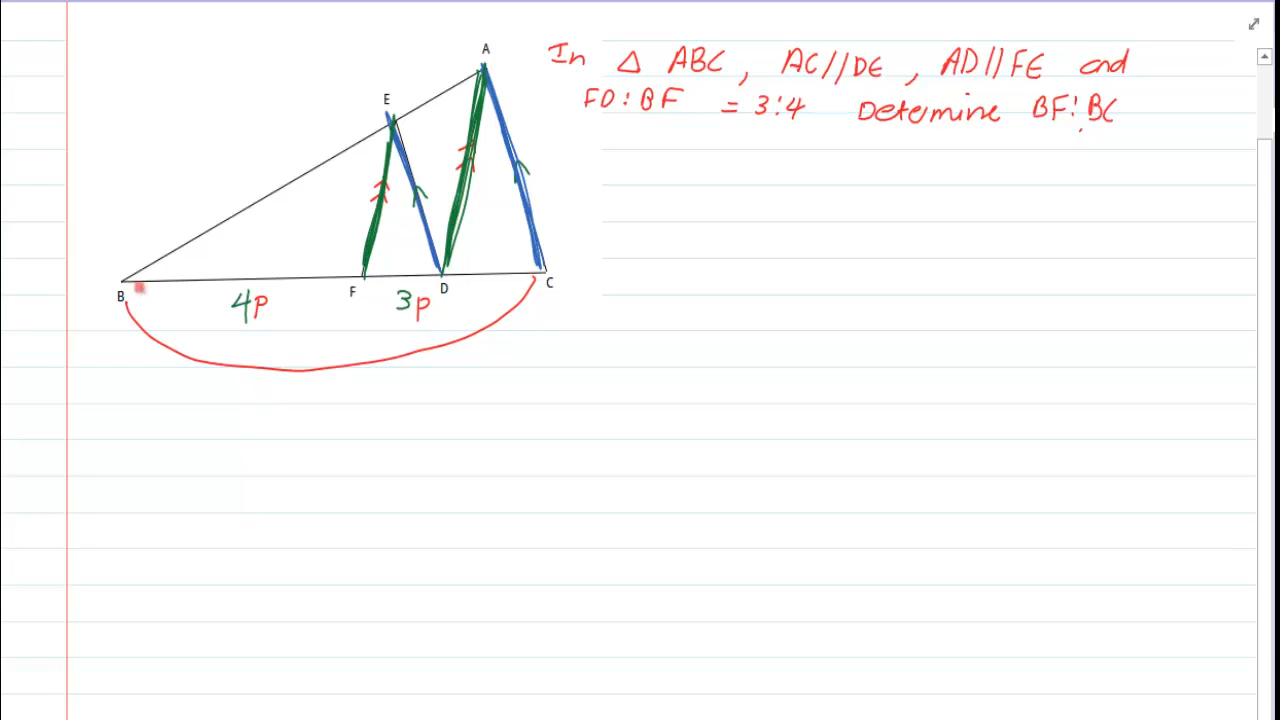 In △ ABC, AC//DE, AD//FE and
FD:BF = 3:4 Determine BF:BC
A
E
B
F
D
C
4p
3p